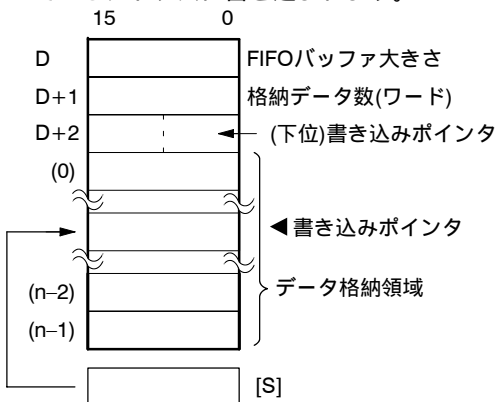 15 0
D FIFOバッファ大きさ
D+1 格納データ数(ワード)
D+2 (下位)書き込みポインタ
(0)
◀書き込みポインタ
データ格納領域
(n–2)
(n–1)
[S]